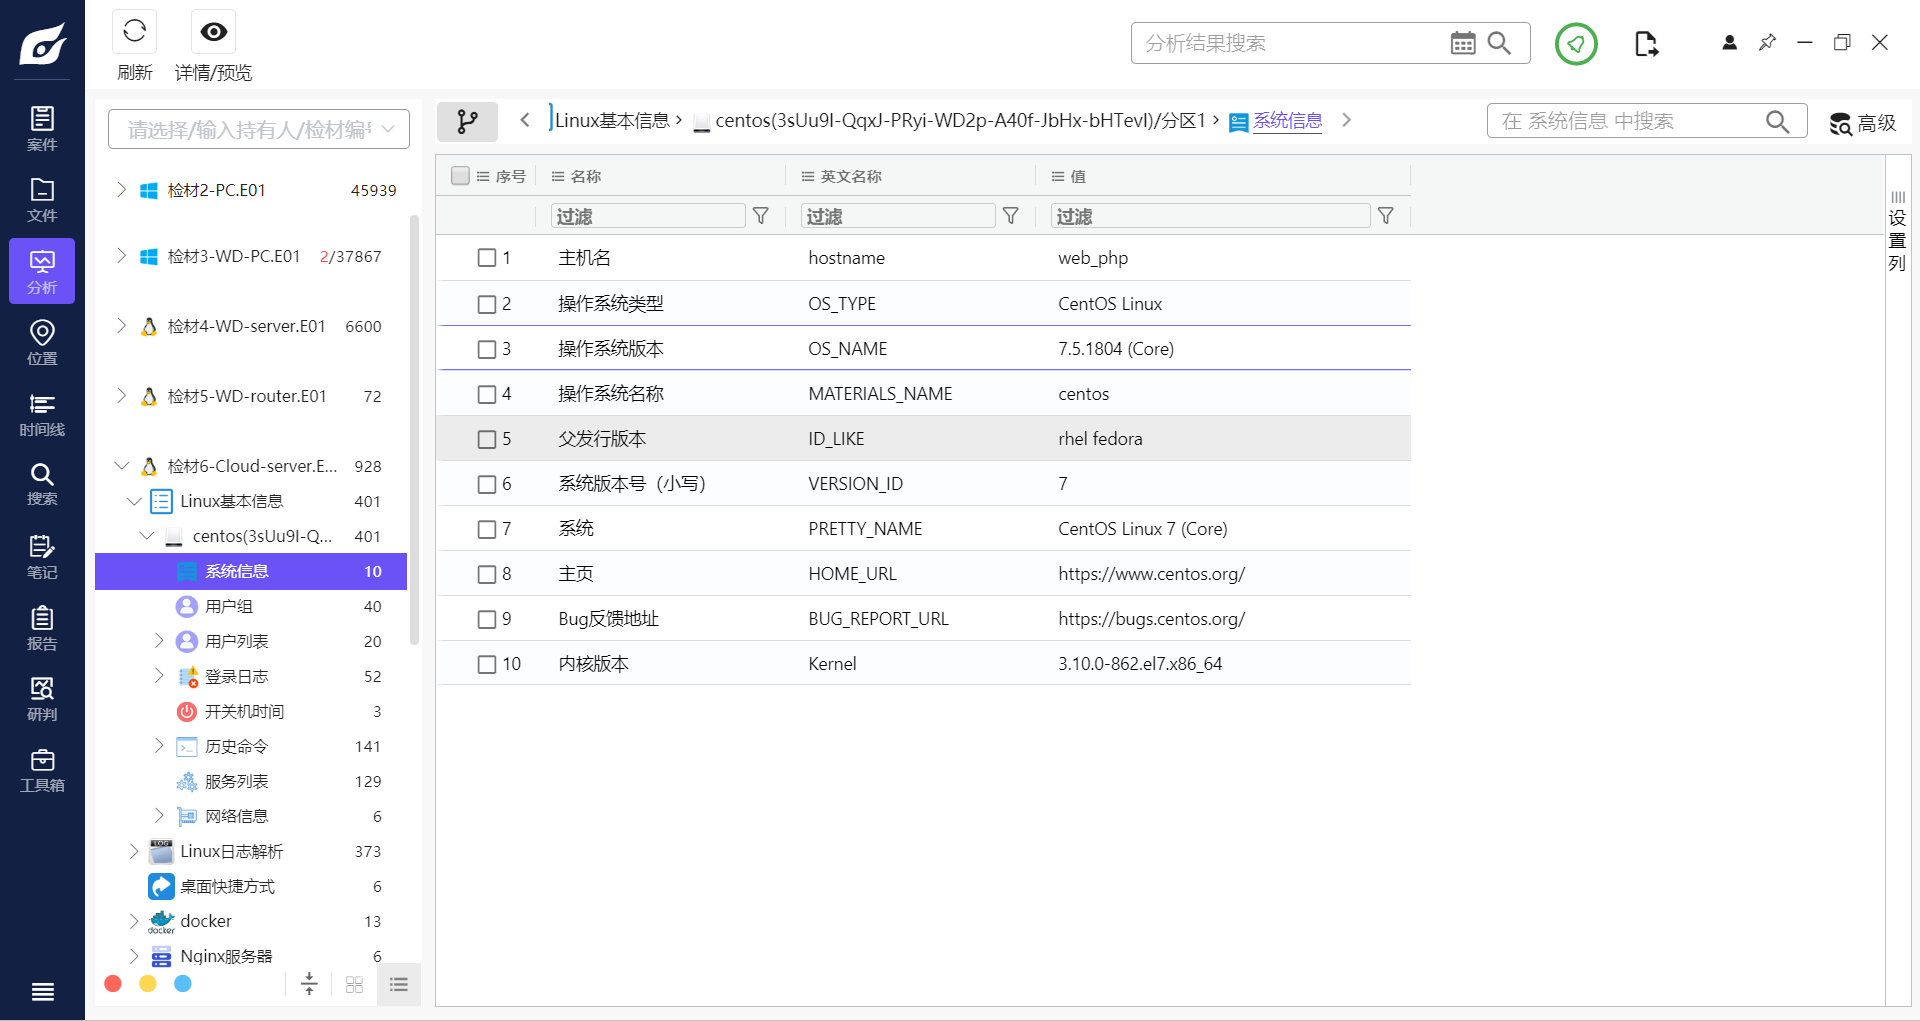 刷新
详情/预览
分析结果搜索
案件
文件
分析
位置
时间线
搜索
笔记
报告
研判
工具箱
请选择/输入持有人/检材编号
检材2-PC.E01 45939
检材3-WD-PC.E01 2/37867
检材4-WD-server.E01 6600
检材5-WD-router.E01 72
检材6-Cloud-server.E... 928
Linux基本信息 401
centos(3sUu9I-Q... 401
系统信息 10
用户组 40
用户列表 20
登录日志 52
开关机时间 3
历史命令 141
服务列表 129
网络信息 6
LOG Linux日志解析 373
桌面快捷方式 6
docker docker 13
Nginx服务器 6
Linux基本信息 › centos(3sUu9I-QqxJ-PRyi-WD2p-A40f-JbHx-bHTevI)/分区1 › 系统信息
在 系统信息 中搜索
高级
序号 名称 英文名称 值
过滤 过滤 过滤
1 主机名 hostname web_php
2 操作系统类型 OS_TYPE CentOS Linux
3 操作系统版本 OS_NAME 7.5.1804 (Core)
4 操作系统名称 MATERIALS_NAME centos
5 父发行版本 ID_LIKE rhel fedora
6 系统版本号（小写） VERSION_ID 7
7 系统 PRETTY_NAME CentOS Linux 7 (Core)
8 主页 HOME_URL https://www.centos.org/
9 Bug反馈地址 BUG_REPORT_URL https://bugs.centos.org/
10 内核版本 Kernel 3.10.0-862.el7.x86_64
设置列